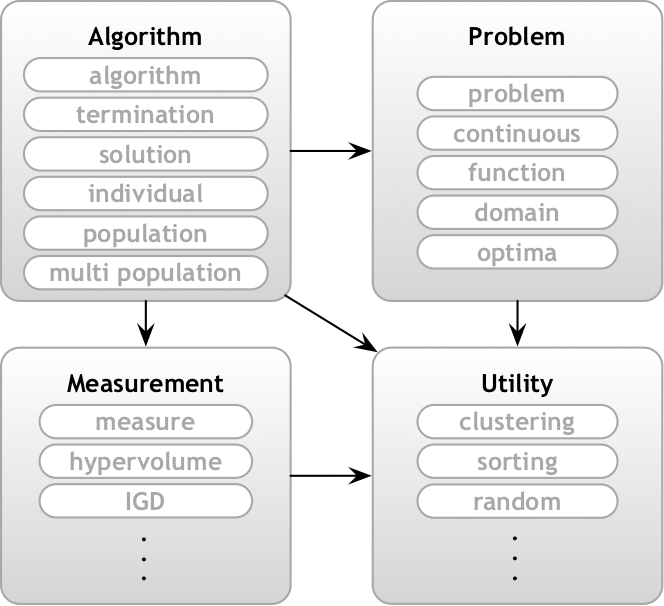 Algorithm
algorithm
termination
solution
individual
population
multi population
Problem
problem
continuous
function
domain
optima
Measurement
measure
hypervolume
IGD
Utility
clustering
sorting
random